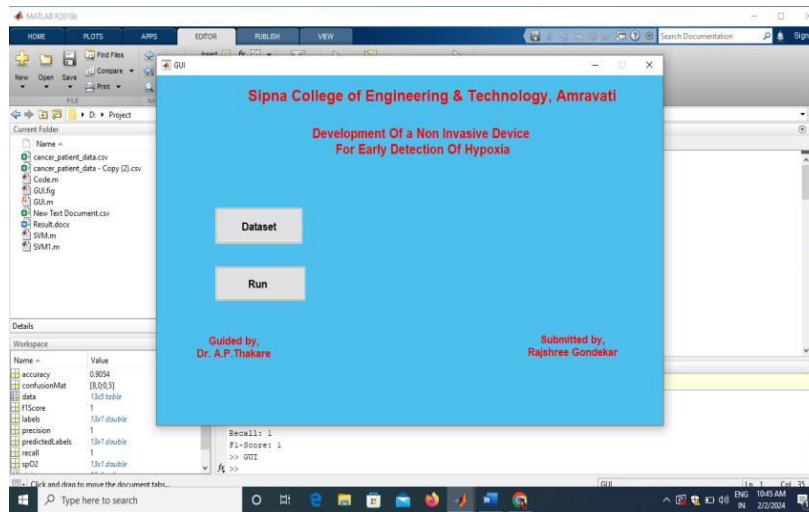 MATLAB R2018b
HOME PLOTS APPS EDITOR PUBLISH VIEW
Search Documentation
Sign
New Open Save
Find Files
Compare
Print
Insert
FILE
D: Project
Current Folder
Name
cancer_patient_data.csv
cancer_patient_data - Copy (2).csv
Code.m
GUI.fig
GUI.m
New Text Document.csv
Result.docx
SVM.m
SVM1.m
Details
Workspace
Name Value
accuracy 0.9054
confusionMat [8,0;0,5]
data 13x5 table
f1Score 1
labels 13x1 double
precision 1
predictedLabels 13x1 double
recall 1
spO2 13x1 double
GUI
Sipna College of Engineering & Technology, Amravati
Development Of a Non Invasive Device
For Early Detection Of Hypoxia
Dataset
Run
Guided by,
Dr. A.P.Thakare
Submitted by,
Rajshree Gondekar
Recall: 1
F1-Score: 1
>> GUI
fx >>
Click and drag to move the document tabs...
GUI
Ln 1 Col 35
Type here to search
ENG
IN
10:45 AM
2/2/2024